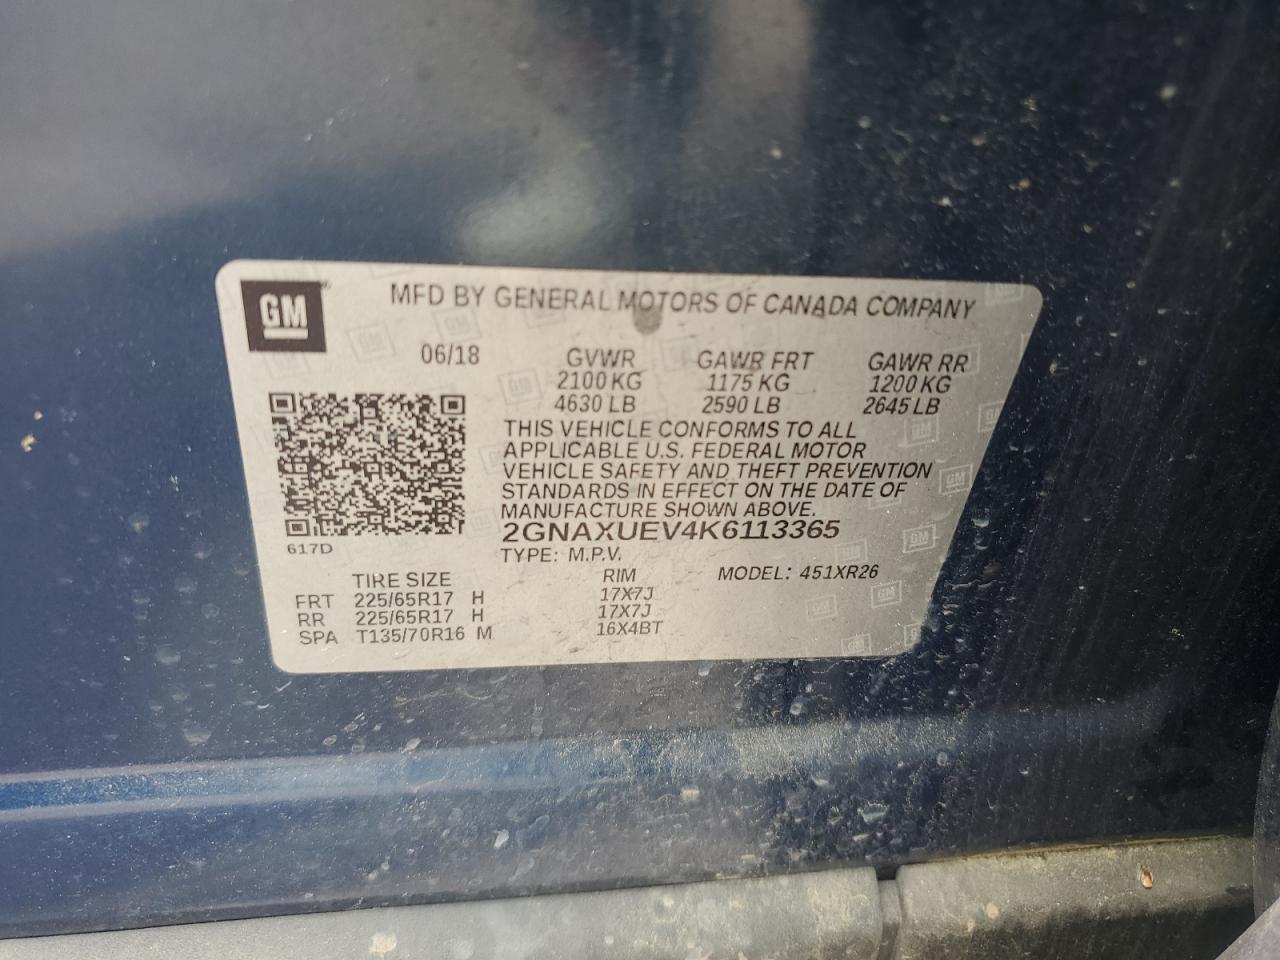 GM
MFD BY GENERAL MOTORS OF CANADA COMPANY
06/18 GVWR GAWR FRT GAWR RR
2100 KG 1175 KG 1200 KG
4630 LB 2590 LB 2645 LB
THIS VEHICLE CONFORMS TO ALL
APPLICABLE U.S. FEDERAL MOTOR
VEHICLE SAFETY AND THEFT PREVENTION
STANDARDS IN EFFECT ON THE DATE OF
MANUFACTURE SHOWN ABOVE.
2GNAXUEV4K6113365
617D
TYPE: M.P.V.
TIRE SIZE RIM MODEL: 451XR26
FRT 225/65R17 H 17X7J
RR 225/65R17 H 17X7J
SPA T135/70R16 M 16X4BT